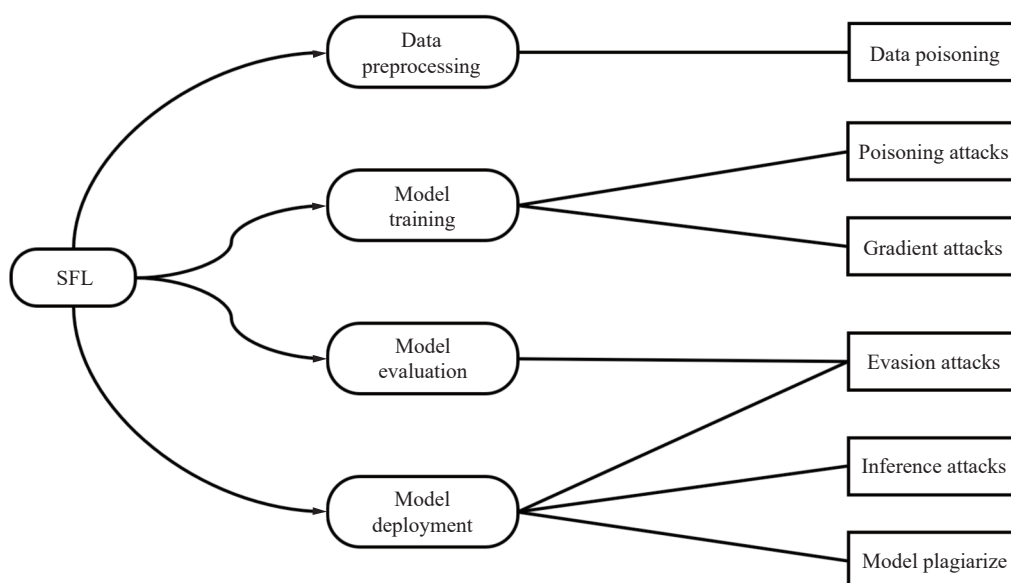 Data
preprocessing
Data poisoning
Poisoning attacks
Model
training
Gradient attacks
SFL
Model
evaluation
Evasion attacks
Inference attacks
Model
deployment
Model plagiarize